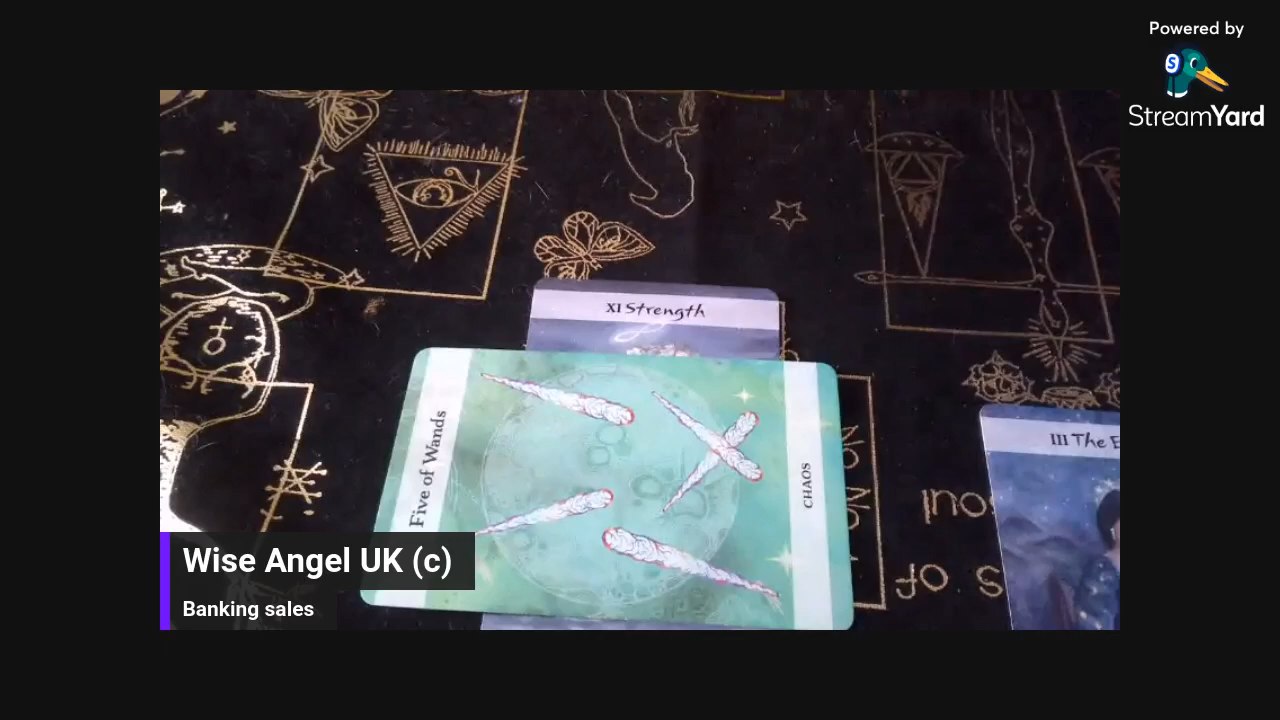 Powered by
StreamYard
XI Strength
III The E
Five of Wands
CHAOS
Wise Angel UK (c)
Banking sales